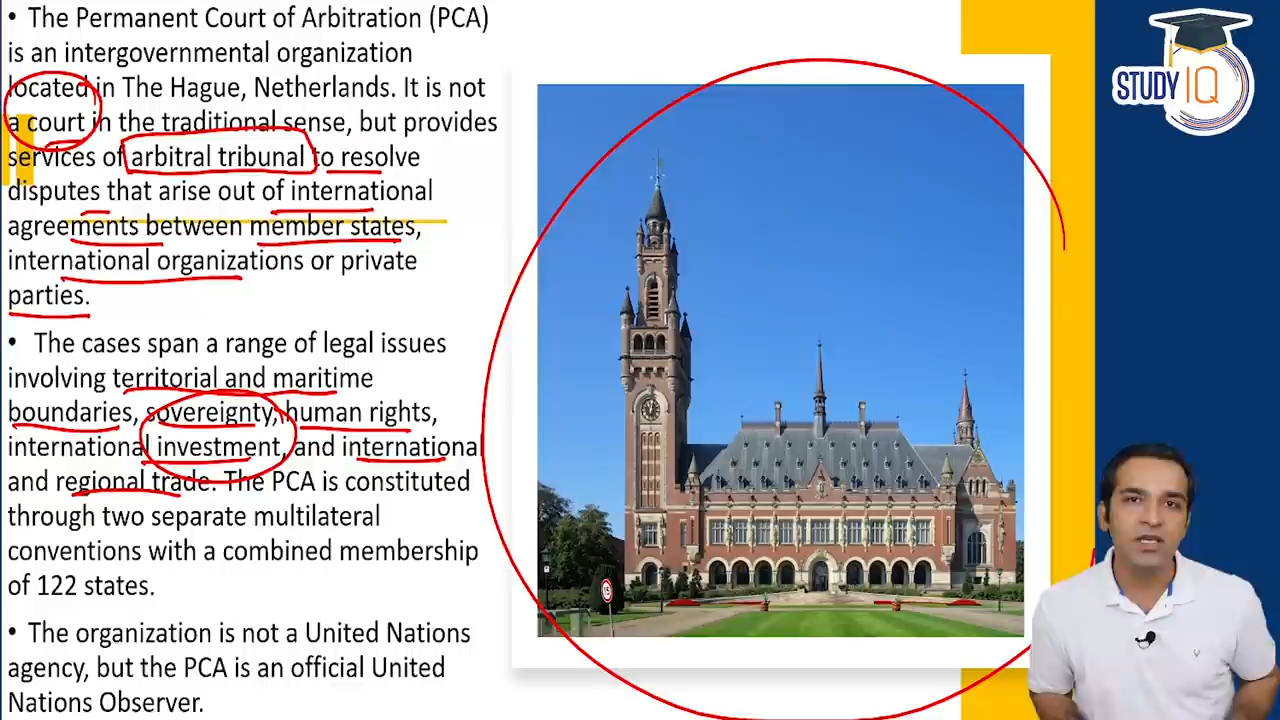 • The Permanent Court of Arbitration (PCA)
is an intergovernmental organization
located in The Hague, Netherlands. It is not
a court in the traditional sense, but provides
services of arbitral tribunal to resolve
disputes that arise out of international
agreements between member states,
international organizations or private
parties.
• The cases span a range of legal issues
involving territorial and maritime
boundaries, sovereignty, human rights,
international investment, and international
and regional trade. The PCA is constituted
through two separate multilateral
conventions with a combined membership
of 122 states.
• The organization is not a United Nations
agency, but the PCA is an official United
Nations Observer.
STUDY IQ